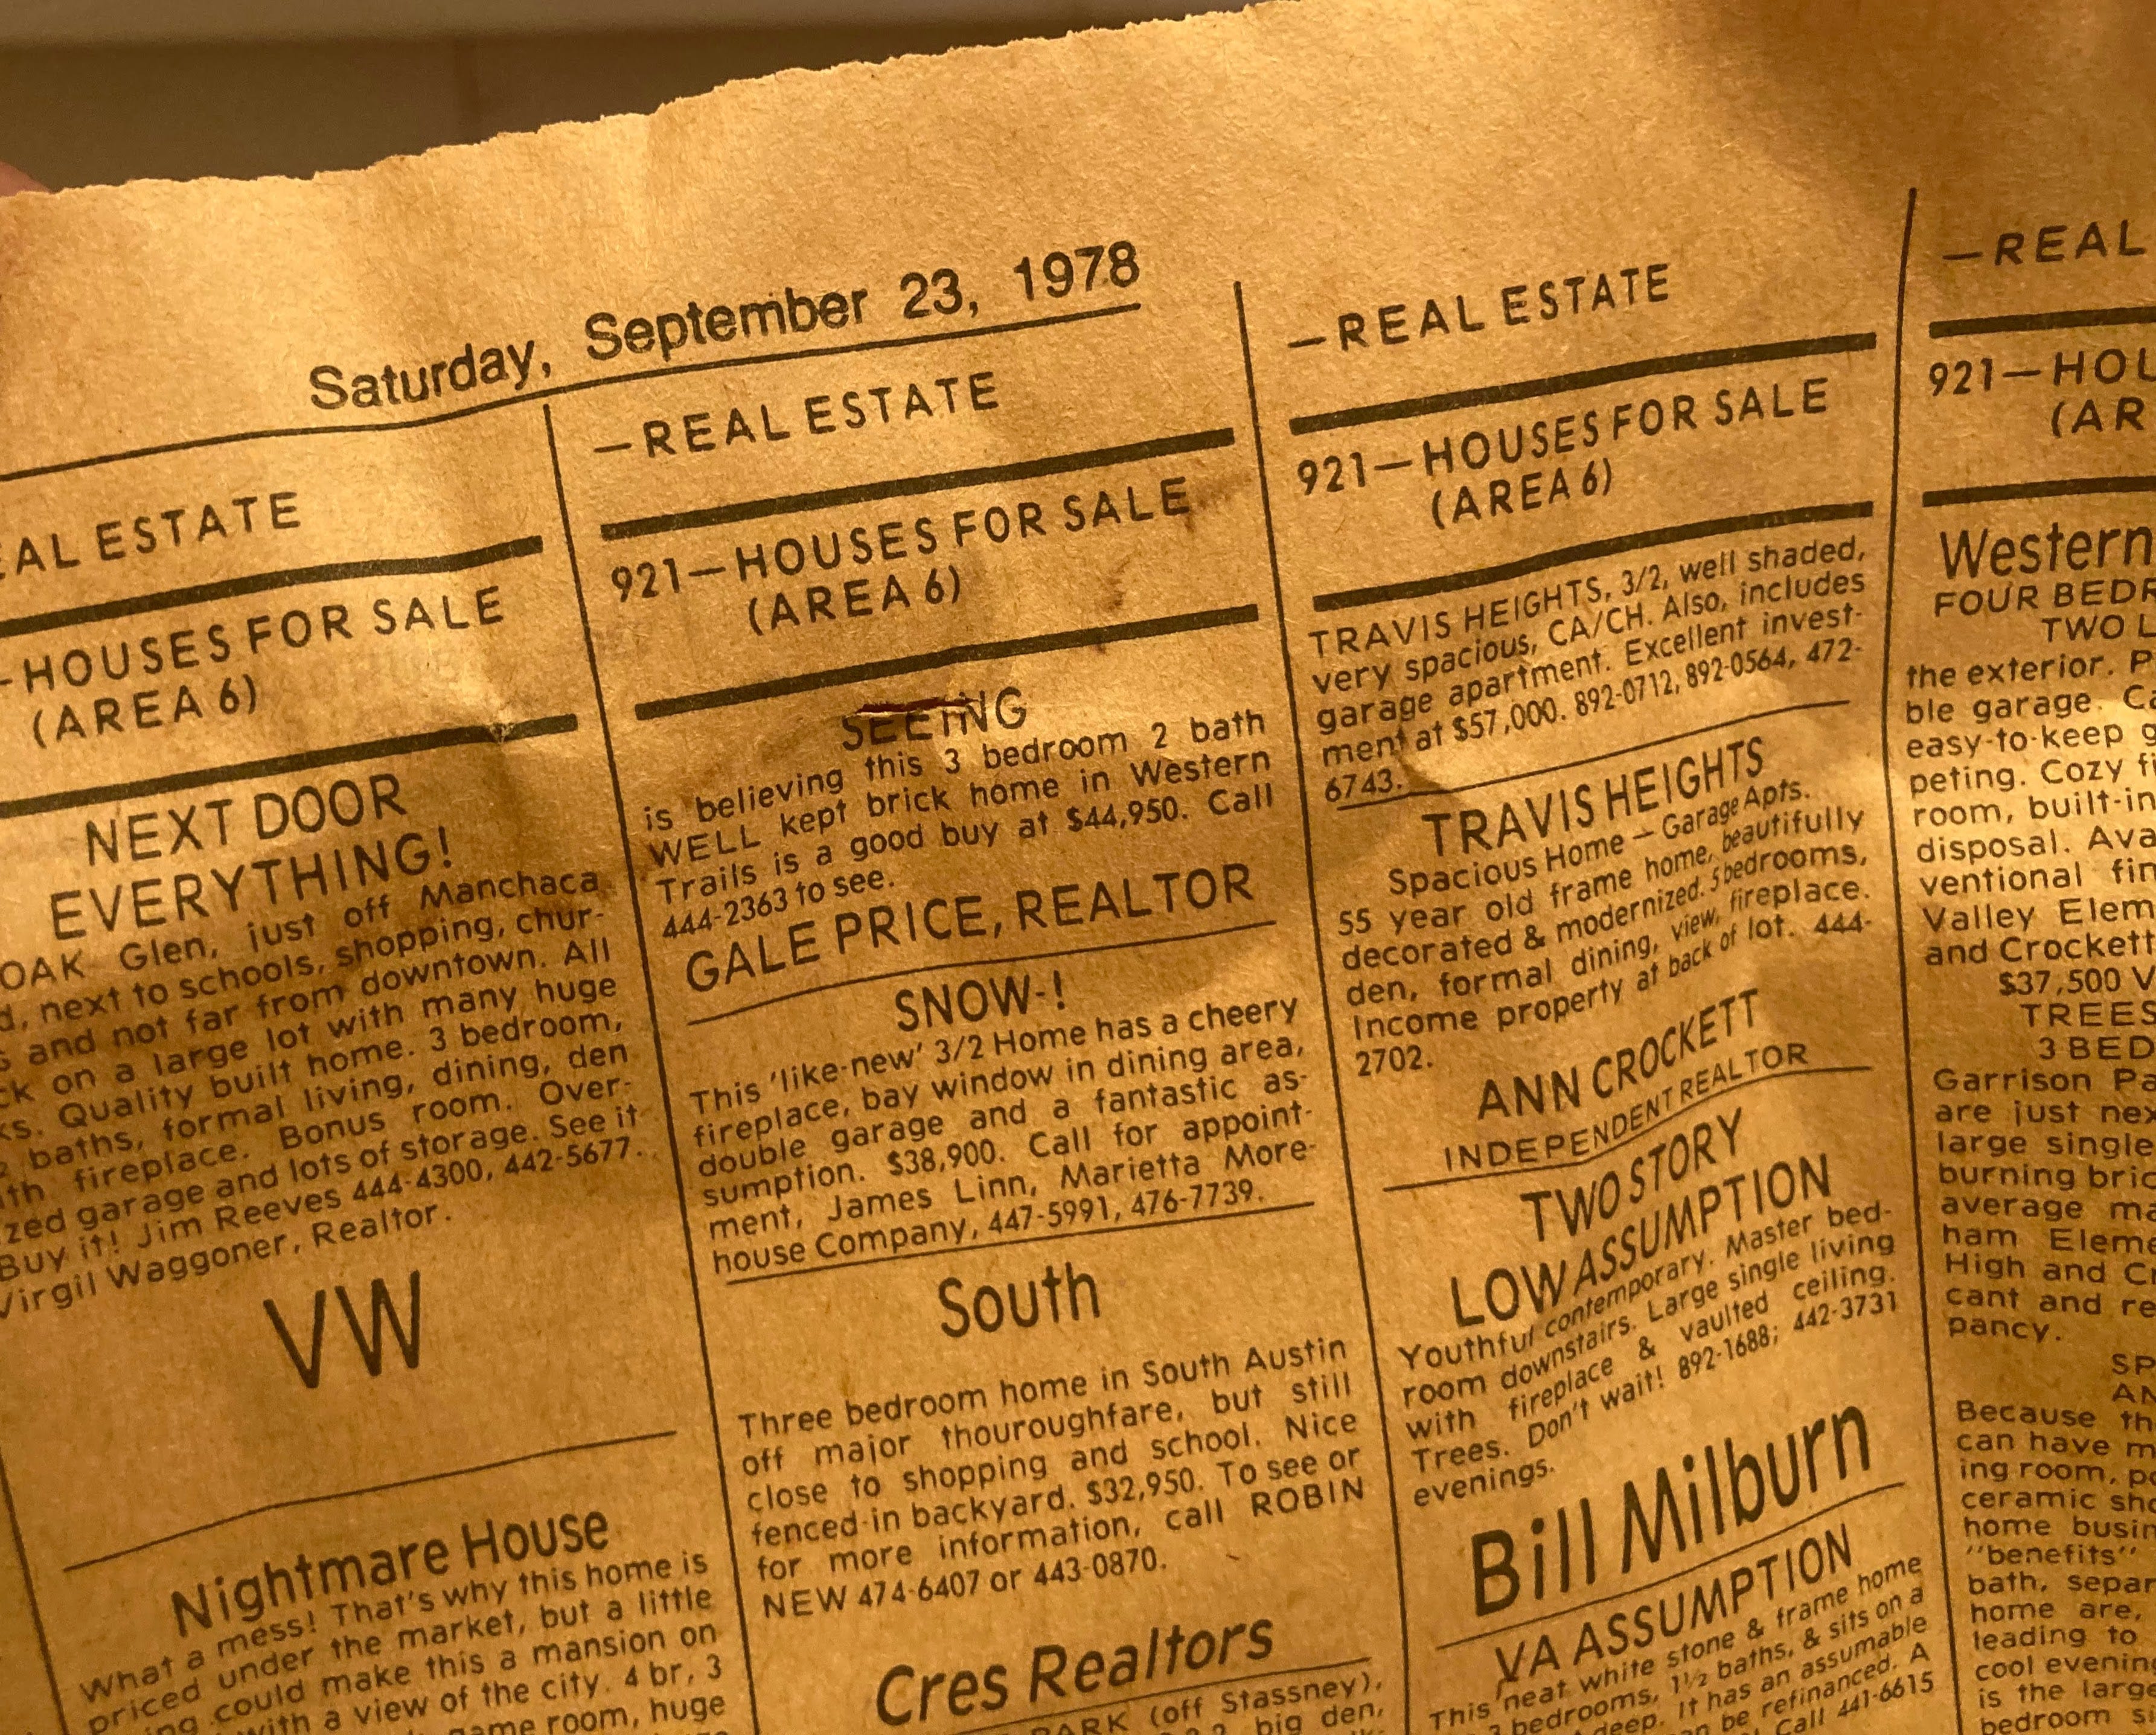 Saturday, September 23, 1978
REAL ESTATE
HOUSES FOR SALE
(AREA 6)
NEXT DOOR
EVERYTHING!
OAK Glen, just off Manchaca
next to schools, shopping, chur-
and not far from downtown. All
on a large lot with many huge
Quality built home. 3 bedroom,
baths, formal living, dining, den
fireplace. Bonus room. Over-
zed garage and lots of storage. See it
Buy it! Jim Reeves 444-4300, 442-5677.
Virgil Waggoner, Realtor.
VW
Nightmare House
What a mess! That's why this home is
priced under the market, but a little
could make this a mansion on
with a view of the city. 4 br, 3
game room, huge
—REAL ESTATE
921—HOUSES FOR SALE
(AREA 6)
SEEING
is believing this 3 bedroom 2 bath
WELL kept brick home in Western
Trails is a good buy at $44,950. Call
444-2363 to see.
GALE PRICE, REALTOR
SNOW-!
This 'like-new' 3/2 Home has a cheery
fireplace, bay window in dining area,
double garage and a fantastic as-
sumption. $38,900. Call for appoint-
ment, James Linn, Marietta More-
house Company, 447-5991, 476-7739.
South
Three bedroom home in South Austin
off major thouroughfare, but still
close to shopping and school. Nice
fenced-in backyard. $32,950. To see or
for more information, call ROBIN
NEW 474-6407 or 443-0870.
Cres Realtors
PARK (off Stassney),
big den,
—REAL ESTATE
921—HOUSES FOR SALE
(AREA 6)
TRAVIS HEIGHTS, 3/2, well shaded,
very spacious, CA/CH. Also, includes
garage apartment. Excellent invest-
ment at $57,000. 892-0712, 892-0564, 472-
6743.
TRAVIS HEIGHTS
Spacious Home — Garage Apts.
55 year old frame home, beautifully
decorated & modernized. 5 bedrooms,
den, formal dining, view, fireplace.
Income property at back of lot. 444-
2702.
ANN CROCKETT
INDEPENDENT REALTOR
TWO STORY
LOW ASSUMPTION
Youthful contemporary. Master bed-
room downstairs. Large single living
with fireplace & vaulted ceiling.
Trees. Don't wait! 892-1688; 442-3731
evenings.
Bill Milburn
VA ASSUMPTION
This neat white stone & frame home
3 bedrooms, 1½ baths, & sits on a
deep. It has an assumable
be refinanced. A
Call 441-6615
—REAL
921—HOU
(AR
Western
FOUR BEDR
TWO L
the exterior. P
ble garage. Ca
easy-to-keep g
peting. Cozy fi
room, built-in
disposal. Ava
ventional fin
Valley Elem
and Crockett
$37,500 V
TREES
3 BED
Garrison Pa
are just nex
large single
burning bric
average ma
ham Eleme
High and Cr
cant and re
pancy.
SP
AN
Because th
can have m
ing room, po
ceramic sho
home busin
"benefits"
bath, separ
home are,
leading to
cool evening
is the large
bedroom s